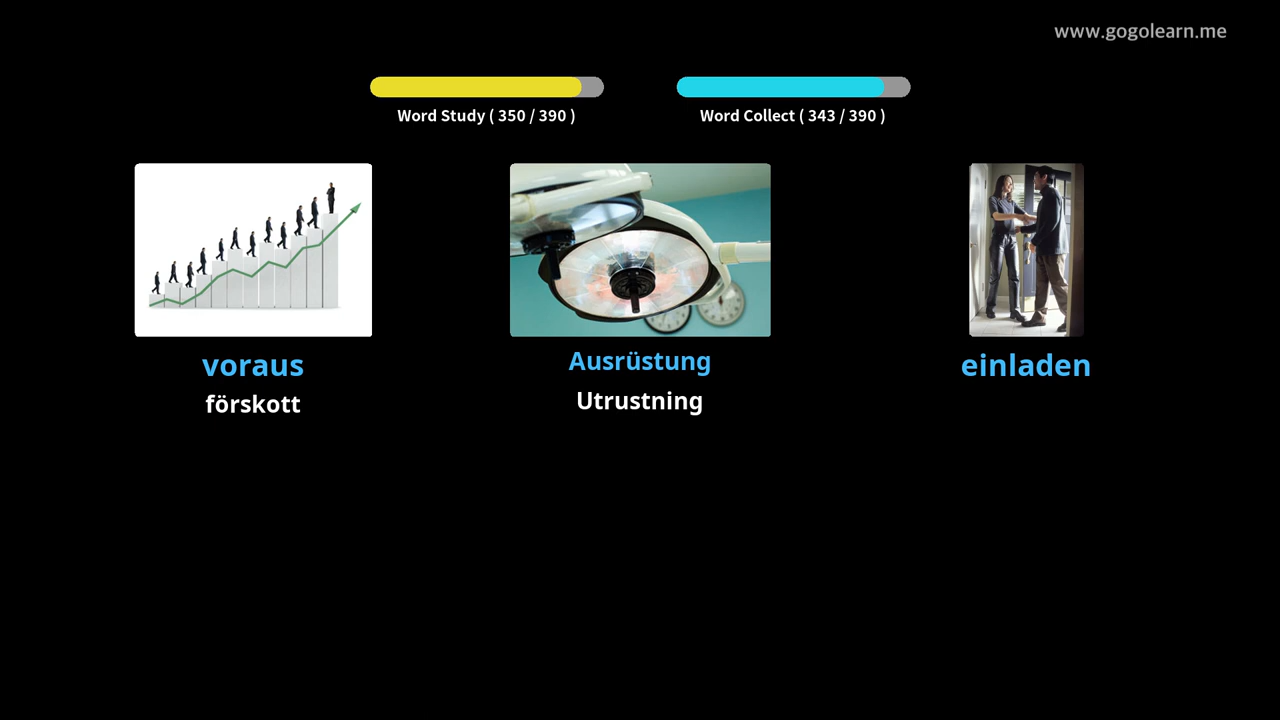 www.gogolearn.me
Word Study ( 350 / 390 )
Word Collect ( 343 / 390 )
voraus
förskott
Ausrüstung
Utrustning
einladen